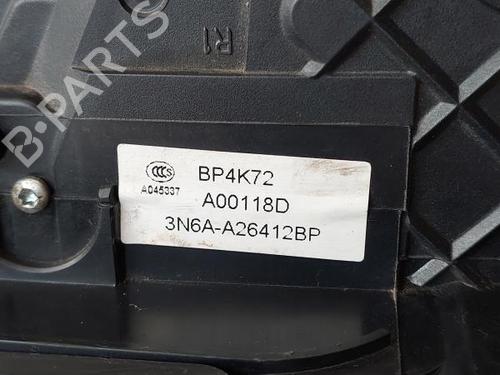 R1
B-PARTS
CCC S
A045337
BP4K72
A00118D
3N6A-A26412BP